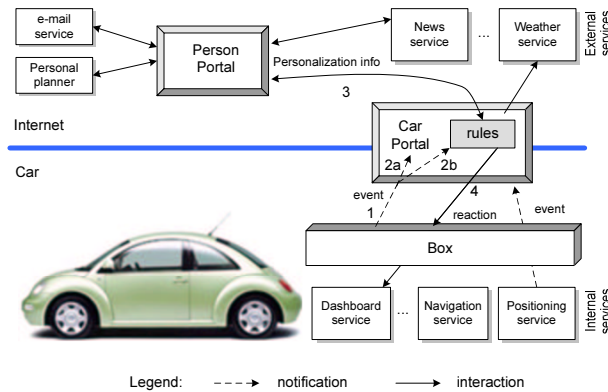 e-mail
service
Personal
planner
Person
Portal
News
service
...
Weather
service
External
services
Personalization info
3
Internet
Car
Portal
rules
2a
2b
Car
event
1
4
reaction
event
Box
Dashboard
service
...
Navigation
service
Positioning
service
Internal
services
Legend:
notification
interaction